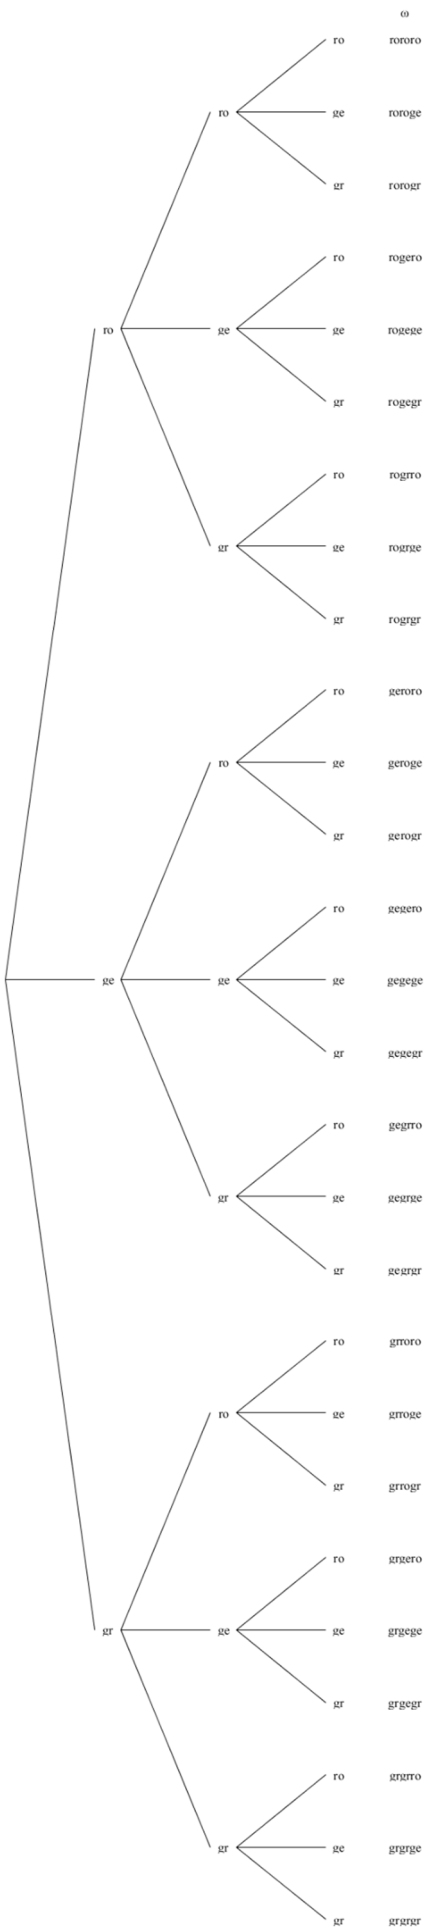 ω
ro rororo
ro ge roroge
gr rorogr
ro rogero
ro ge ge rogege
gr rogegr
ro rogrro
gr ge rogrge
gr rogrgr
ro geroro
ro ge geroge
gr gerogr
ro gegero
ge ge ge gegege
gr gegegr
ro gegrro
gr ge gegrge
gr gegrgr
ro grroro
ro ge grroge
gr grrogr
ro grgero
gr ge ge grgege
gr grgegr
ro grgrro
gr ge grgrge
gr grgrgr